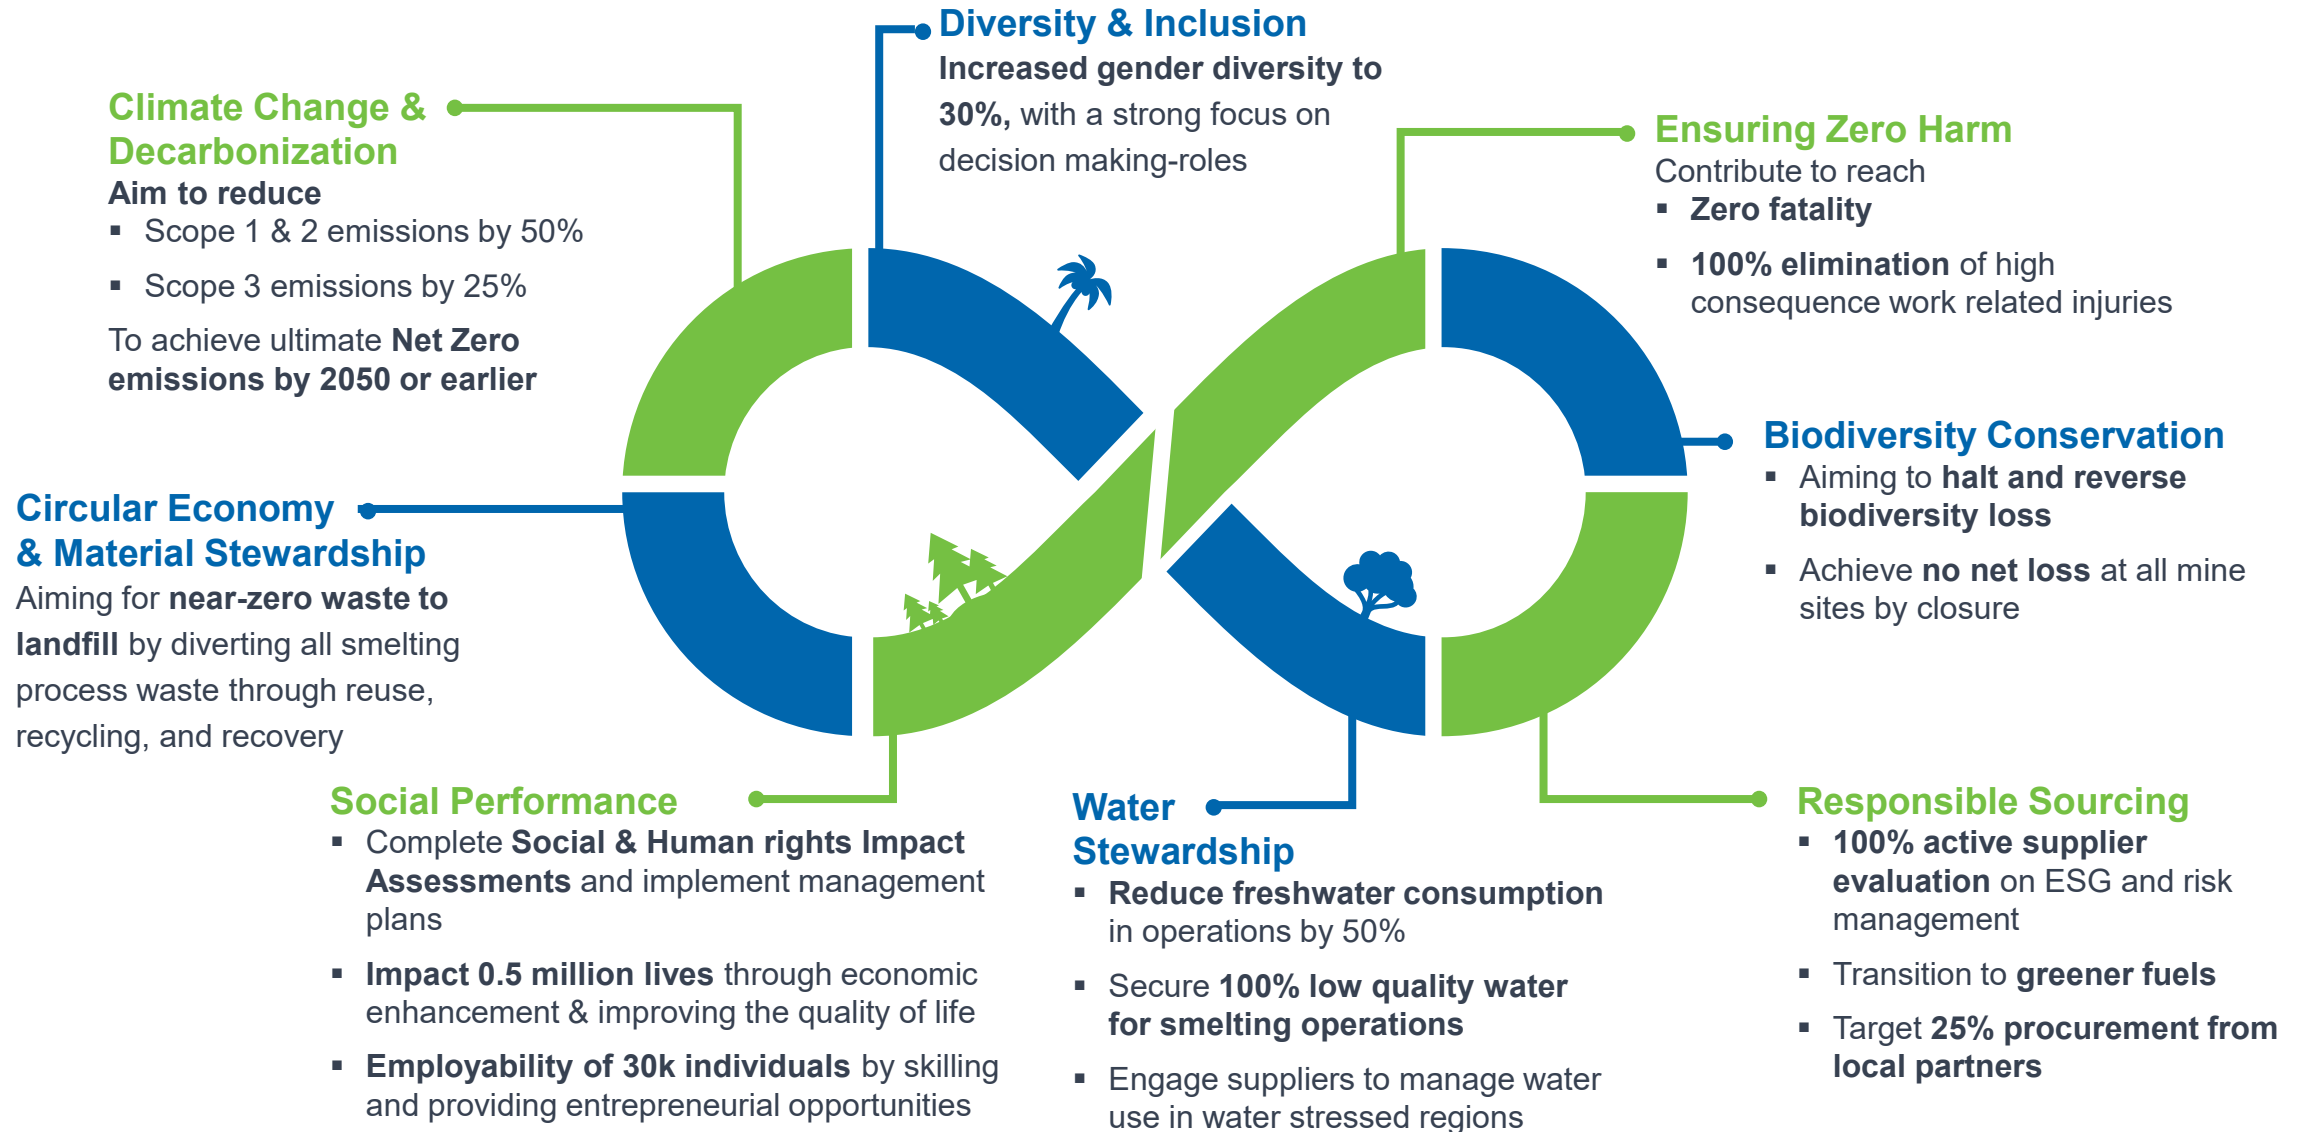 Diversity & Inclusion
Increased gender diversity to
30%, with a strong focus on
decision making-roles
Climate Change &
Decarbonization
Aim to reduce
▪ Scope 1 & 2 emissions by 50%
▪ Scope 3 emissions by 25%
To achieve ultimate Net Zero
emissions by 2050 or earlier
Ensuring Zero Harm
Contribute to reach
▪ Zero fatality
▪ 100% elimination of high
consequence work related injuries
Circular Economy
& Material Stewardship
Aiming for near-zero waste to
landfill by diverting all smelting
process waste through reuse,
recycling, and recovery
Biodiversity Conservation
▪ Aiming to halt and reverse
biodiversity loss
▪ Achieve no net loss at all mine
sites by closure
Social Performance
▪ Complete Social & Human rights Impact
Assessments and implement management
plans
▪ Impact 0.5 million lives through economic
enhancement & improving the quality of life
▪ Employability of 30k individuals by skilling
and providing entrepreneurial opportunities
Water
Stewardship
▪ Reduce freshwater consumption
in operations by 50%
▪ Secure 100% low quality water
for smelting operations
▪ Engage suppliers to manage water
use in water stressed regions
Responsible Sourcing
▪ 100% active supplier
evaluation on ESG and risk
management
▪ Transition to greener fuels
▪ Target 25% procurement from
local partners